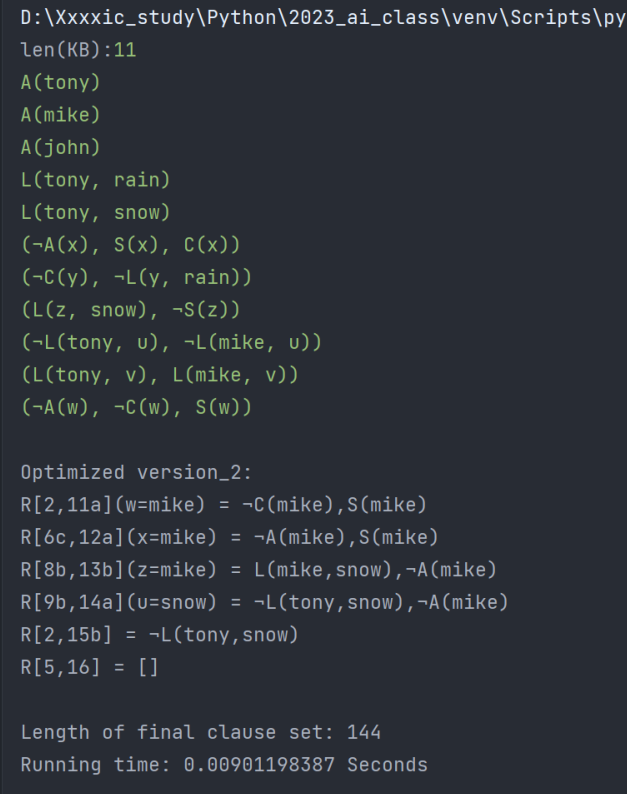 D:\Xxxxxic_study\Python\2023_ai_class\venv\Scripts\py
len(KB):11
A(tony)
A(mike)
A(john)
L(tony, rain)
L(tony, snow)
(¬A(x), S(x), C(x))
(¬C(y), ¬L(y, rain))
(L(z, snow), ¬S(z))
(¬L(tony, u), ¬L(mike, u))
(L(tony, v), L(mike, v))
(¬A(w), ¬C(w), S(w))
Optimized version_2:
R[2,11a](w=mike) = ¬C(mike),S(mike)
R[6c,12a](x=mike) = ¬A(mike),S(mike)
R[8b,13b](z=mike) = L(mike,snow),¬A(mike)
R[9b,14a](u=snow) = ¬L(tony,snow),¬A(mike)
R[2,15b] = ¬L(tony,snow)
R[5,16] = []
Length of final clause set: 144
Running time: 0.00901198387 Seconds